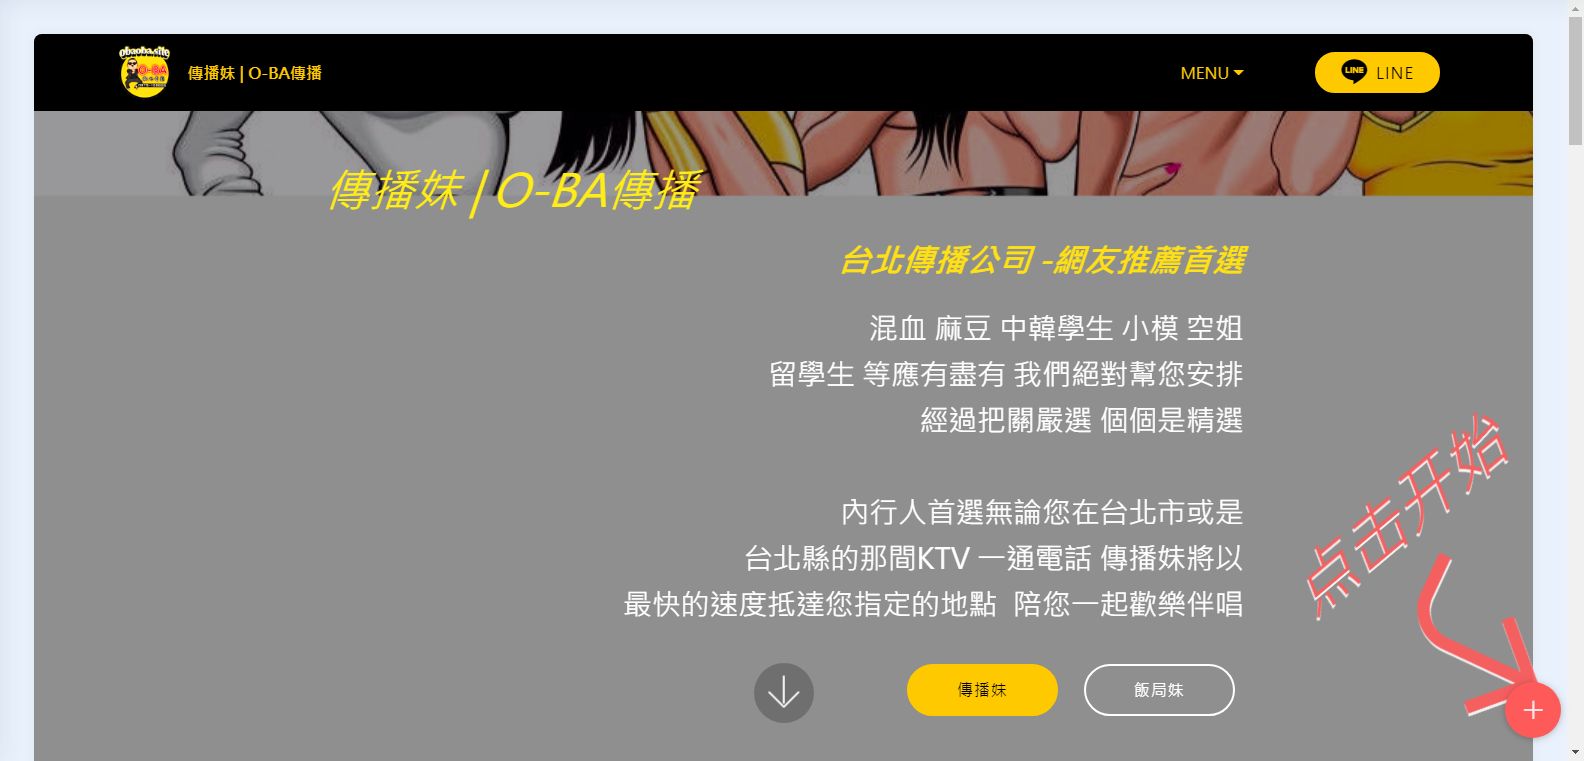 obaoba.site
O-BA
傳播妹 | O-BA傳播
MENU
LINE
LINE
傳播妹 | O-BA傳播
台北傳播公司 -網友推薦首選
混血 麻豆 中韓學生 小模 空姐
留學生 等應有盡有 我們絕對幫您安排
經過把關嚴選 個個是精選
內行人首選無論您在台北市或是
台北縣的那間KTV 一通電話 傳播妹將以
最快的速度抵達您指定的地點 陪您一起歡樂伴唱
点击开始
傳播妹
飯局妹